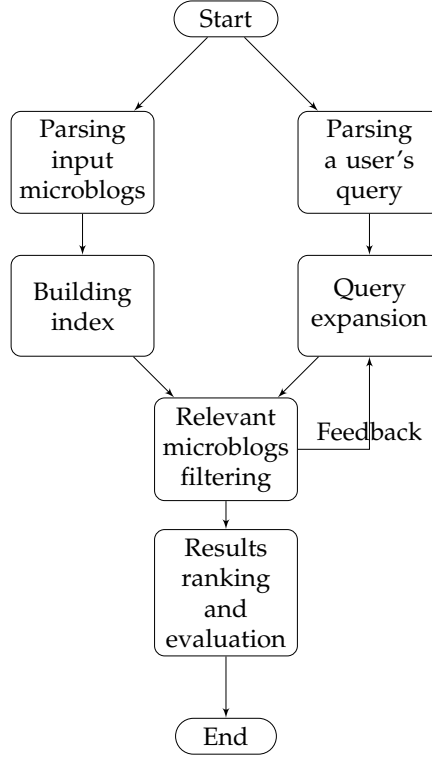 Start
Parsing
input
microblogs
Parsing
a user's
query
Building
index
Query
expansion
Relevant
microblogs
filtering
Feedback
Results
ranking
and
evaluation
End